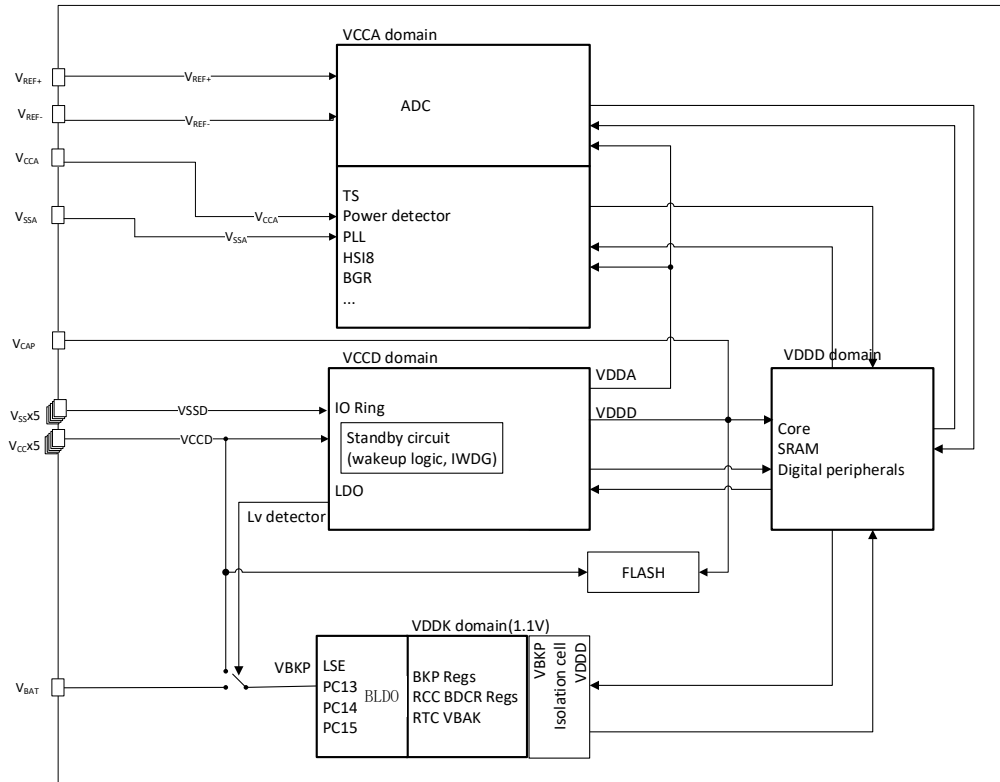 VCCA domain
VREF+
VREF+
ADC
VREF-
VREF-
VCCA
TS
VSSA
VCCA
Power detector
VSSA
PLL
HSI8
BGR
...
VCAP
VCCD domain
VDDD domain
VDDA
VSSx5
VSSD
IO Ring
VDDD
VCCx5
VCCD
Standby circuit
(wakeup logic, IWDG)
Core
SRAM
Digital peripherals
LDO
Lv detector
FLASH
VDDK domain(1.1V)
VBAT
VBKP
LSE
PC13
PC14
PC15
BLDO
BKP Regs
RCC BDCR Regs
RTC VBAK
VBKP
VDDD
Isolation cell